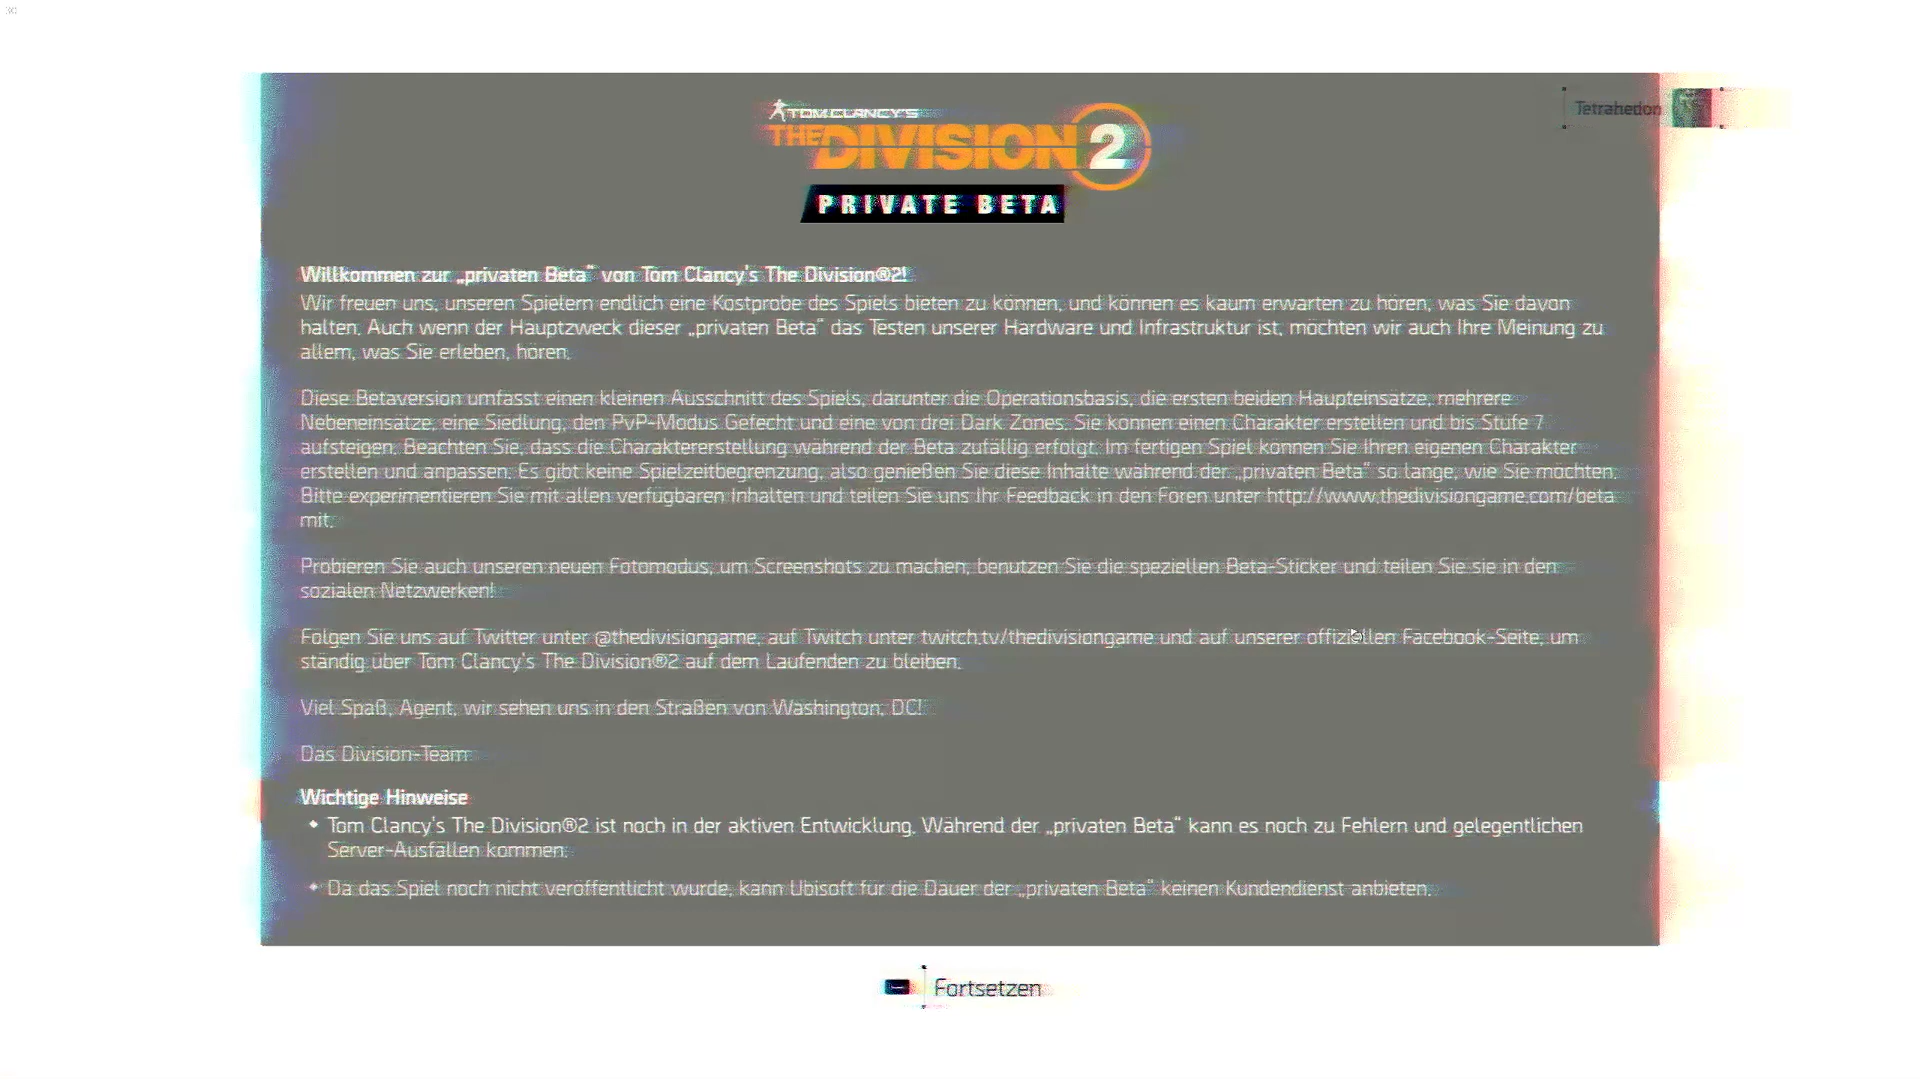 30
Tetrahedon
TOM CLANCY'S
THE DIVISION 2
PRIVATE BETA
Willkommen zur „privaten Beta“ von Tom Clancy's The Division®2!
Wir freuen uns, unseren Spielern endlich eine Kostprobe des Spiels bieten zu können, und können es kaum erwarten zu hören, was Sie davon
halten. Auch wenn der Hauptzweck dieser „privaten Beta“ das Testen unserer Hardware und Infrastruktur ist, möchten wir auch Ihre Meinung zu
allem, was Sie erleben, hören.
Diese Betaversion umfasst einen kleinen Ausschnitt des Spiels, darunter die Operationsbasis, die ersten beiden Haupteinsätze, mehrere
Nebeneinsätze, eine Siedlung, den PvP-Modus Gefecht und eine von drei Dark Zones. Sie können einen Charakter erstellen und bis Stufe 7
aufsteigen. Beachten Sie, dass die Charaktererstellung während der Beta zufällig erfolgt. Im fertigen Spiel können Sie Ihren eigenen Charakter
erstellen und anpassen. Es gibt keine Spielzeitbegrenzung, also genießen Sie diese Inhalte während der „privaten Beta“ so lange, wie Sie möchten.
Bitte experimentieren Sie mit allen verfügbaren Inhalten und teilen Sie uns Ihr Feedback in den Foren unter http://www.thedivisiongame.com/beta
mit.
Probieren Sie auch unseren neuen Fotomodus, um Screenshots zu machen, benutzen Sie die speziellen Beta-Sticker und teilen Sie sie in den
sozialen Netzwerken!
Folgen Sie uns auf Twitter unter @thedivisiongame, auf Twitch unter twitch.tv/thedivisiongame und auf unserer offiziellen Facebook-Seite, um
ständig über Tom Clancy's The Division®2 auf dem Laufenden zu bleiben.
Viel Spaß, Agent, wir sehen uns in den Straßen von Washington, DC!
Das Division-Team
Wichtige Hinweise
• Tom Clancy's The Division®2 ist noch in der aktiven Entwicklung. Während der „privaten Beta“ kann es noch zu Fehlern und gelegentlichen
Server-Ausfällen kommen.
• Da das Spiel noch nicht veröffentlicht wurde, kann Ubisoft für die Dauer der „privaten Beta“ keinen Kundendienst anbieten.
Fortsetzen